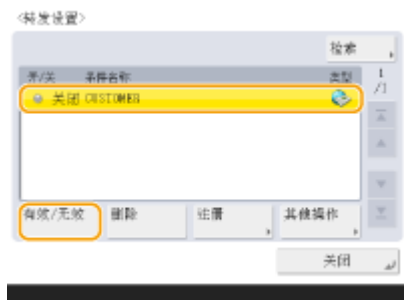 <转发设置>
检索
开/关 条件名称 类型
关闭 CUSTOMER
1
/1
有效/无效 删除 注册 其他操作
关闭